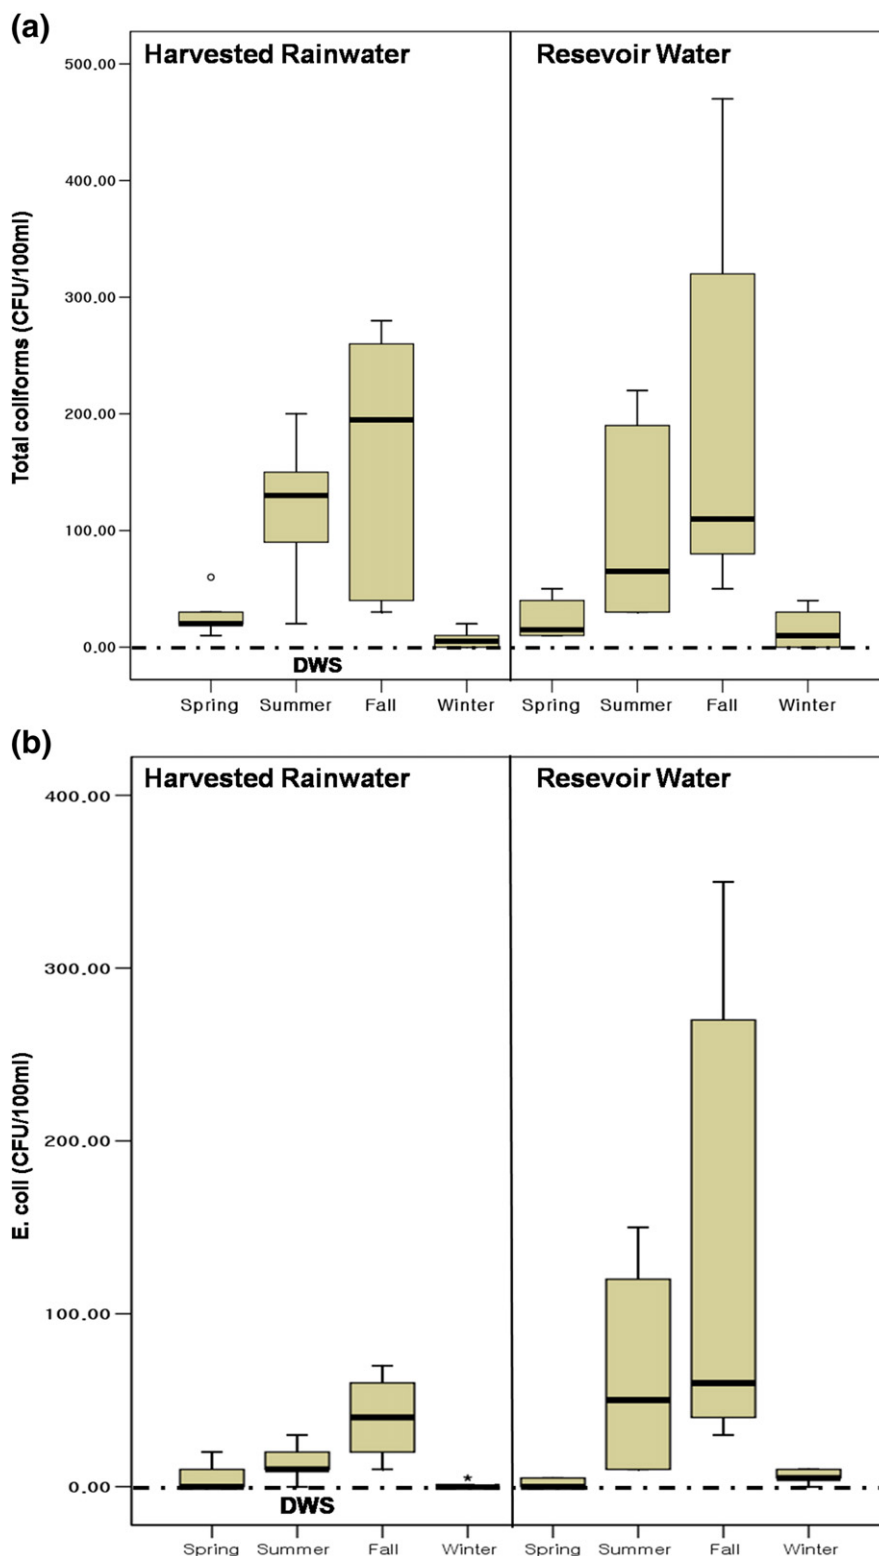 (a)
Harvested Rainwater
Resevoir Water
Total coliforms (CFU/100ml)
500.00
400.00
300.00
200.00
100.00
0.00
DWS
Spring Summer Fall Winter Spring Summer Fall Winter
(b)
Harvested Rainwater
Resevoir Water
E. coli (CFU/100ml)
400.00
300.00
200.00
100.00
0.00
DWS
Spring Summer Fall Winter Spring Summer Fall Winter